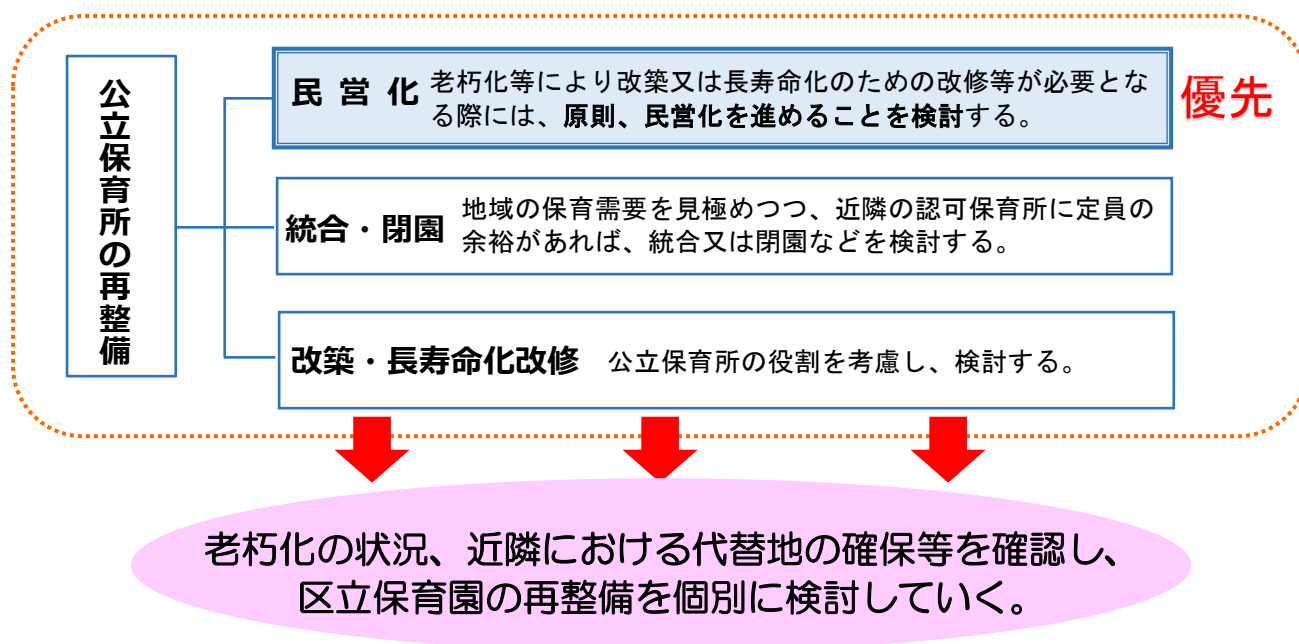 公立保育所の再整備
民営化
老朽化等により改築又は長寿命化のための改修等が必要とな
る際には、原則、民営化を進めることを検討する。
優先
統合・閉園
地域の保育需要を見極めつつ、近隣の認可保育所に定員の
余裕があれば、統合又は閉園などを検討する。
改築・長寿命化改修
公立保育所の役割を考慮し、検討する。
老朽化の状況、近隣における代替地の確保等を確認し、
区立保育園の再整備を個別に検討していく。